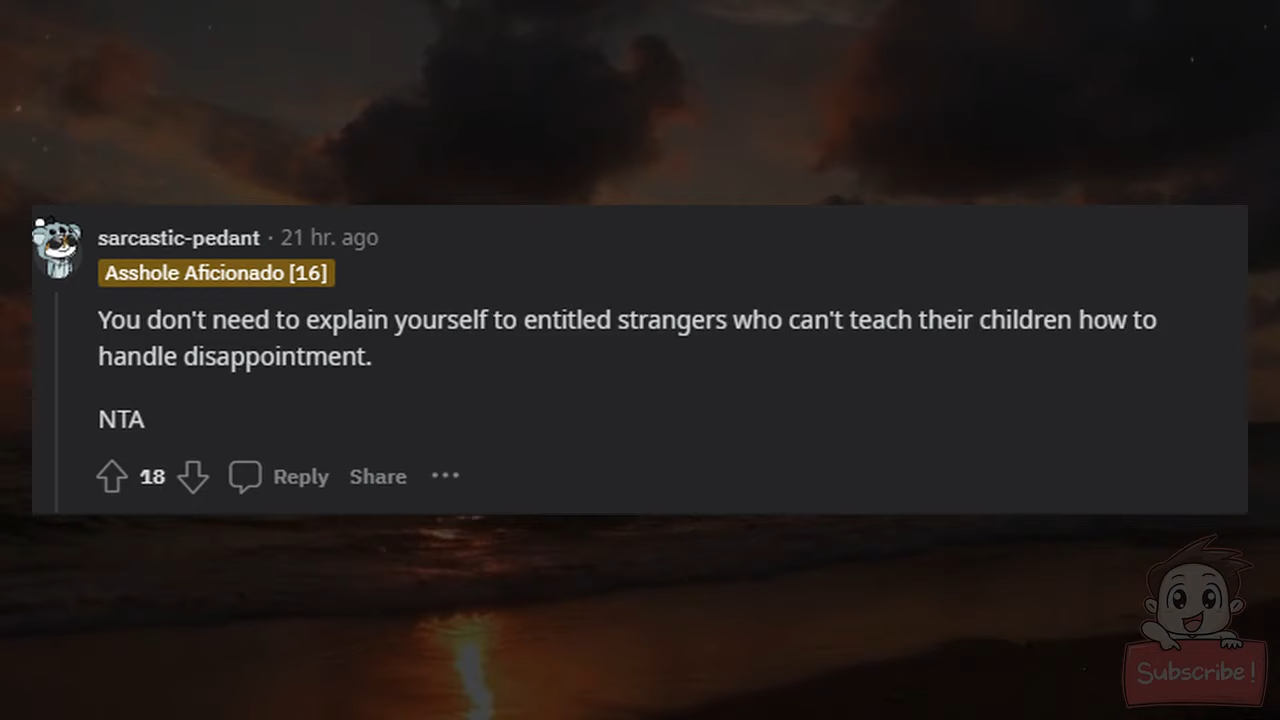 sarcastic-pedant · 21 hr. ago
Asshole Aficionado [16]
You don't need to explain yourself to entitled strangers who can't teach their children how to
handle disappointment.
NTA
18 Reply Share ···
Subscribe!